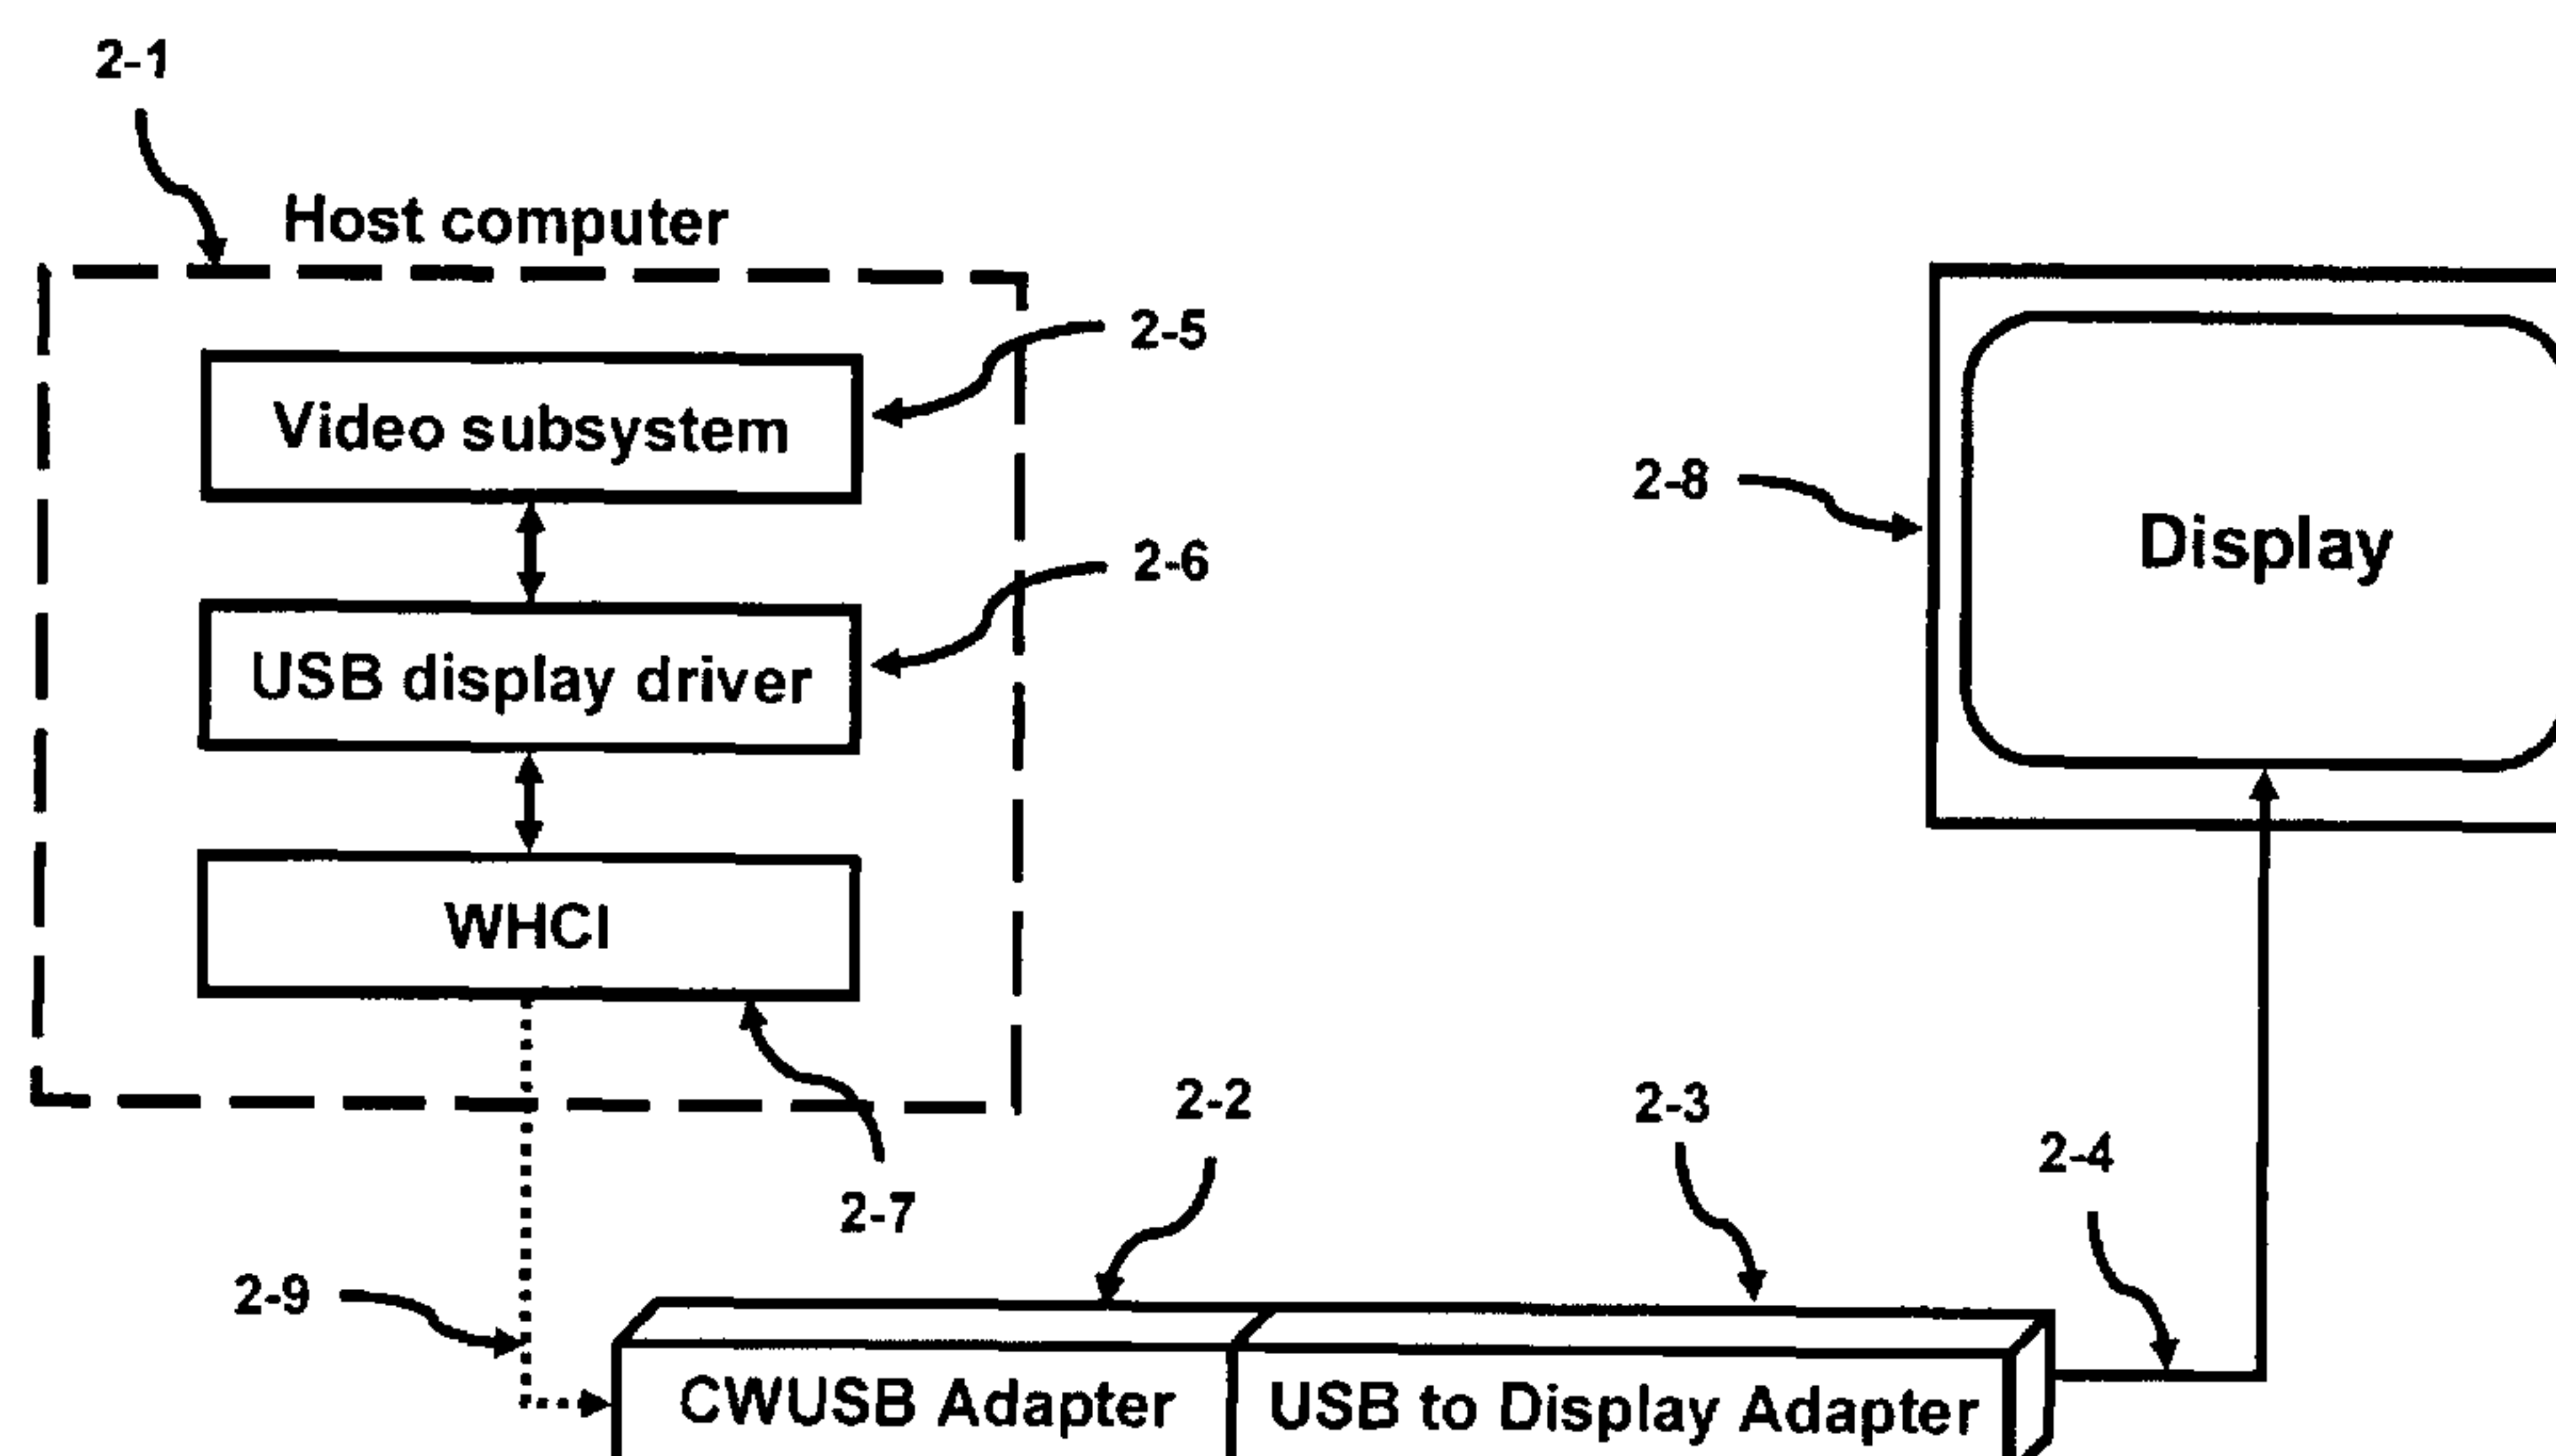 2-1
Host computer
2-5
Video subsystem
2-8
Display
2-6
USB display driver
WHCI
2-2
2-3
2-4
2-7
2-9
CWUSB Adapter
USB to Display Adapter